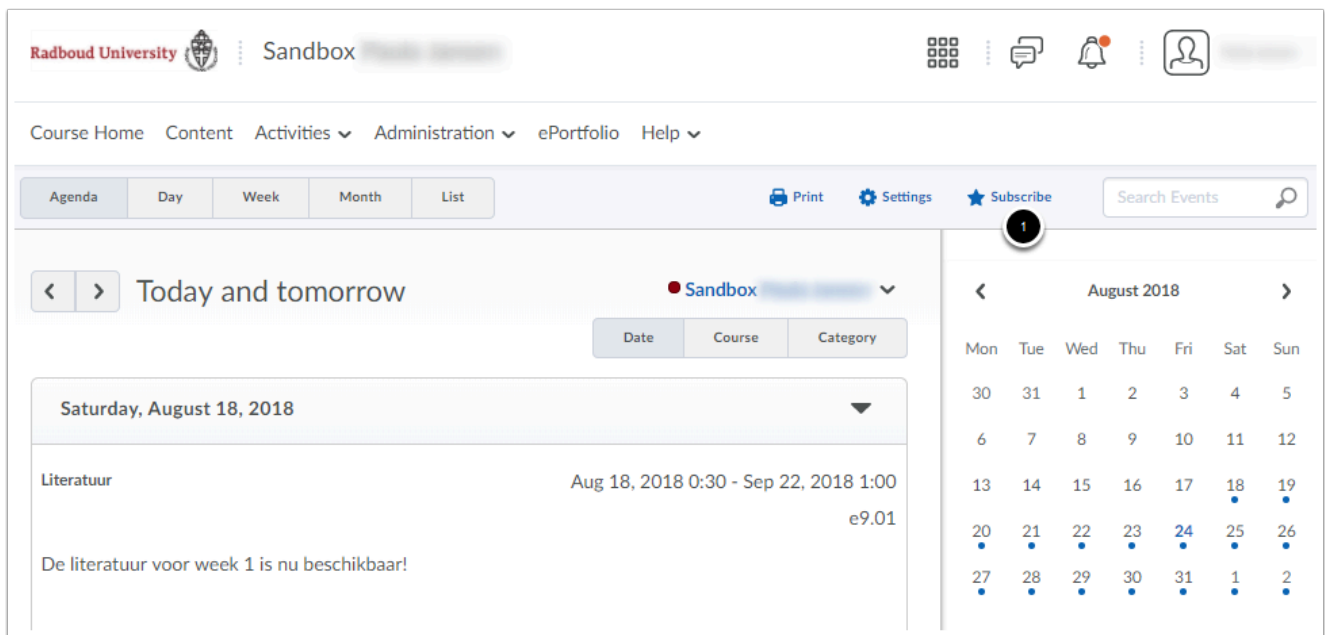 Radboud University Sandbox
Course Home Content Activities Administration ePortfolio Help
Agenda Day Week Month List Print Settings Subscribe Search Events
1
Today and tomorrow Sandbox
Date Course Category
Saturday, August 18, 2018
Literatuur Aug 18, 2018 0:30 - Sep 22, 2018 1:00
e9.01
De literatuur voor week 1 is nu beschikbaar!
August 2018
Mon Tue Wed Thu Fri Sat Sun
30 31 1 2 3 4 5
6 7 8 9 10 11 12
13 14 15 16 17 18 19
20 21 22 23 24 25 26
27 28 29 30 31 1 2